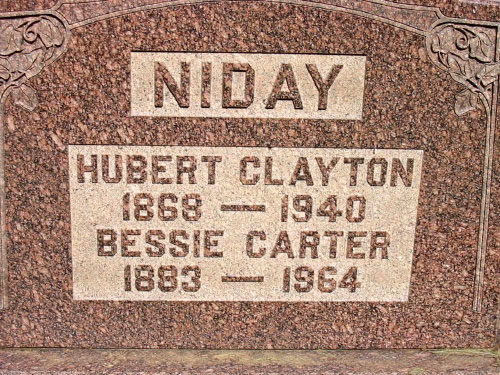 NIDAY
HUBERT CLAYTON
1868 — 1940
BESSIE CARTER
1883 — 1964